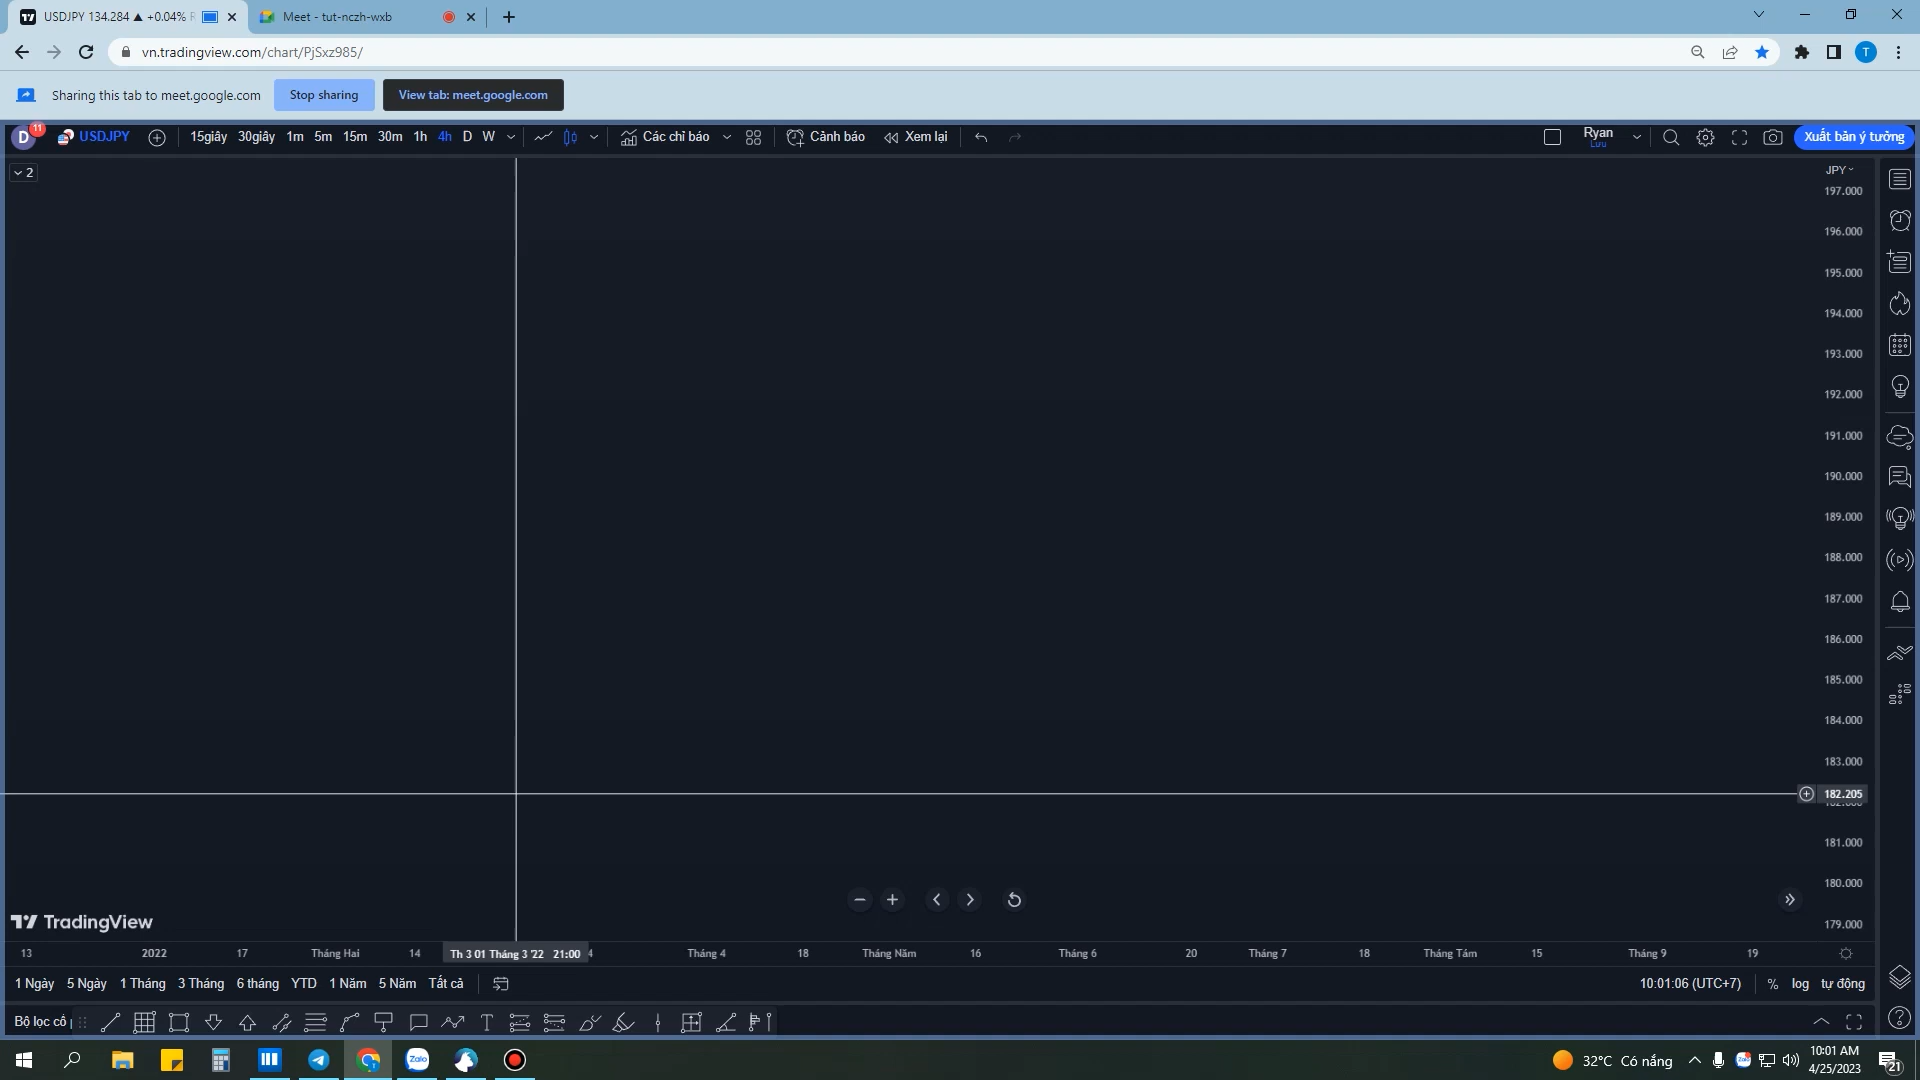 USDJPY 134.284 ▲ +0.04%
Meet - tut-nczh-wxb
vn.tradingview.com/chart/PjSxz985/
T
Sharing this tab to meet.google.com
Stop sharing
View tab: meet.google.com
D
11
USDJPY
15giây 30giây 1m 5m 15m 30m 1h 4h D W
Các chỉ báo
Cảnh báo
Xem lại
Ryan
Lưu
Xuất bản ý tưởng
2
JPY
197.000
196.000
195.000
194.000
193.000
192.000
191.000
190.000
189.000
188.000
187.000
186.000
185.000
184.000
183.000
182.205
181.000
180.000
179.000
TradingView
13 2022 17 Tháng Hai 14 Th 3 01 Tháng 3 '22 21:00 4 Tháng 4 18 Tháng Năm 16 Tháng 6 20 Tháng 7 18 Tháng Tám 15 Tháng 9 19
1 Ngày 5 Ngày 1 Tháng 3 Tháng 6 tháng YTD 1 Năm 5 Năm Tất cả
10:01:06 (UTC+7) % log tự động
Bộ lọc cổ
Zalo
32°C Có nắng
10:01 AM
4/25/2023
21